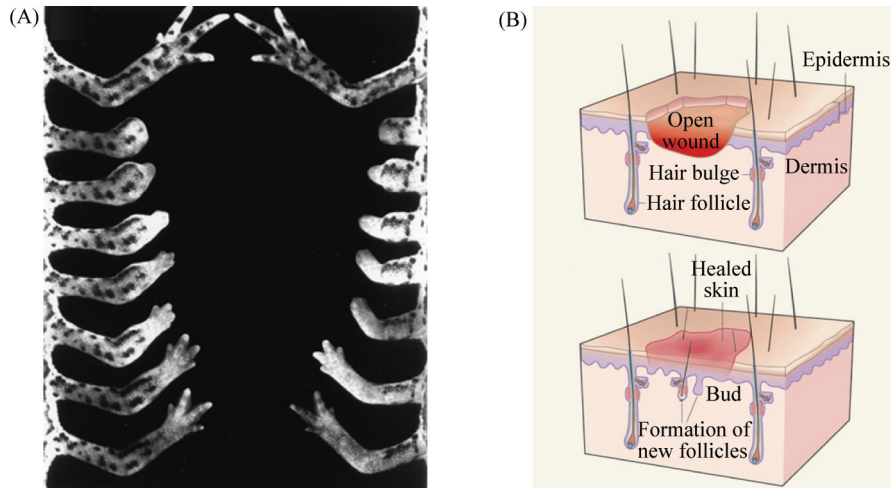 (A)
(B)
Epidermis
Open
wound
Hair bulge
Dermis
Hair follicle
Healed
skin
Bud
Formation of
new follicles